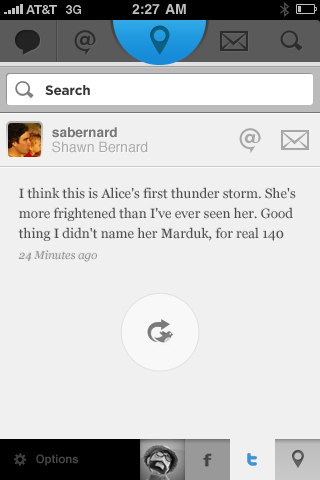 AT&T 3G 2:27 AM
Search
sabernard
Shawn Bernard
I think this is Alice's first thunder storm. She's
more frightened than I've ever seen her. Good
thing I didn't name her Marduk, for real 140
24 Minutes ago
Options